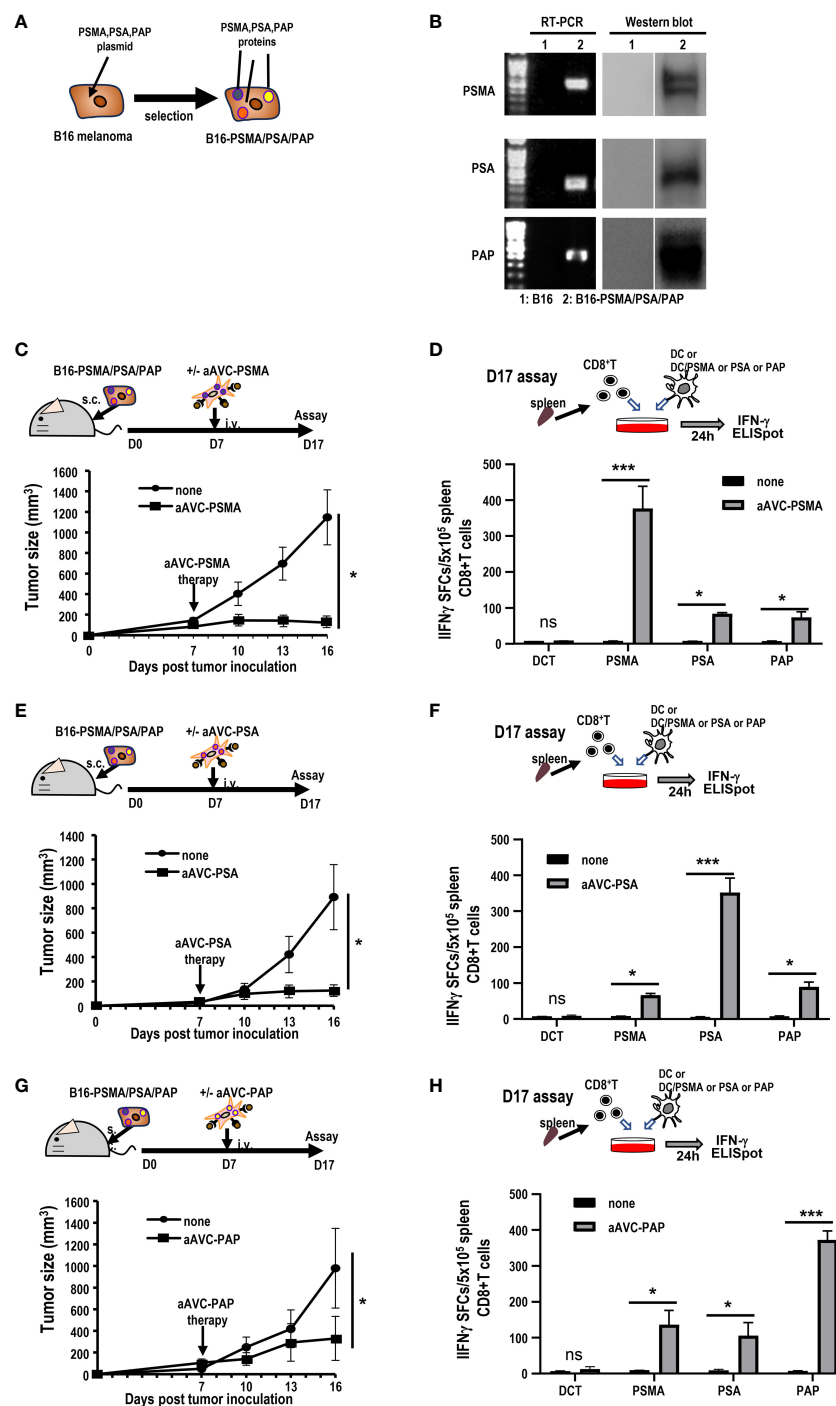 A
PSMA,PSA,PAP
plasmid
PSMA,PSA,PAP
proteins
selection
B16 melanoma
B16-PSMA/PSA/PAP
B
RT-PCR
Western blot
1 2 1 2
PSMA
PSA
PAP
1: B16 2: B16-PSMA/PSA/PAP
C
B16-PSMA/PSA/PAP
+/- aAVC-PSMA
s.c.
i.v.
Assay
D0
D7
D17
Tumor size (mm3)
1600
1400
1200
1000
800
600
400
200
0
none
aAVC-PSMA
aAVC-PSMA
therapy
*
0 7 10 13 16
Days post tumor inoculation
D
D17 assay
CD8+T
DC or
DC/PSMA or PSA or PAP
spleen
24h
IFN-γ
ELISpot
IIFNγ SFCs/5x10⁵ spleen
CD8+T cells
500
400
300
200
100
0
none
aAVC-PSMA
ns
***
*
*
DCT PSMA PSA PAP
E
B16-PSMA/PSA/PAP
+/- aAVC-PSA
s.c.
i.v.
Assay
D0
D7
D17
Tumor size (mm3)
1400
1200
1000
800
600
400
200
0
none
aAVC-PSA
aAVC-PSA
therapy
*
0 7 10 13 16
Days post tumor inoculation
F
D17 assay
CD8+T
DC or
DC/PSMA or PSA or PAP
spleen
24h
IFN-γ
ELISpot
IIFNγ SFCs/5x10⁵ spleen
CD8+T cells
500
400
300
200
100
0
none
aAVC-PSA
ns
*
***
*
DCT PSMA PSA PAP
G
B16-PSMA/PSA/PAP
+/- aAVC-PAP
s.
c.
i.v.
Assay
D0
D7
D17
Tumor size (mm3)
1800
1600
1400
1200
1000
800
600
400
200
0
none
aAVC-PAP
aAVC-PAP
therapy
*
0 7 10 13 16
Days post tumor inoculation
H
D17 assay
CD8+T
DC or
DC/PSMA or PSA or PAP
spleen
24h
IFN-γ
ELISpot
IIFNγ SFCs/5x10⁵ spleen
CD8+T cells
500
400
300
200
100
0
none
aAVC-PAP
ns
*
*
***
DCT PSMA PSA PAP